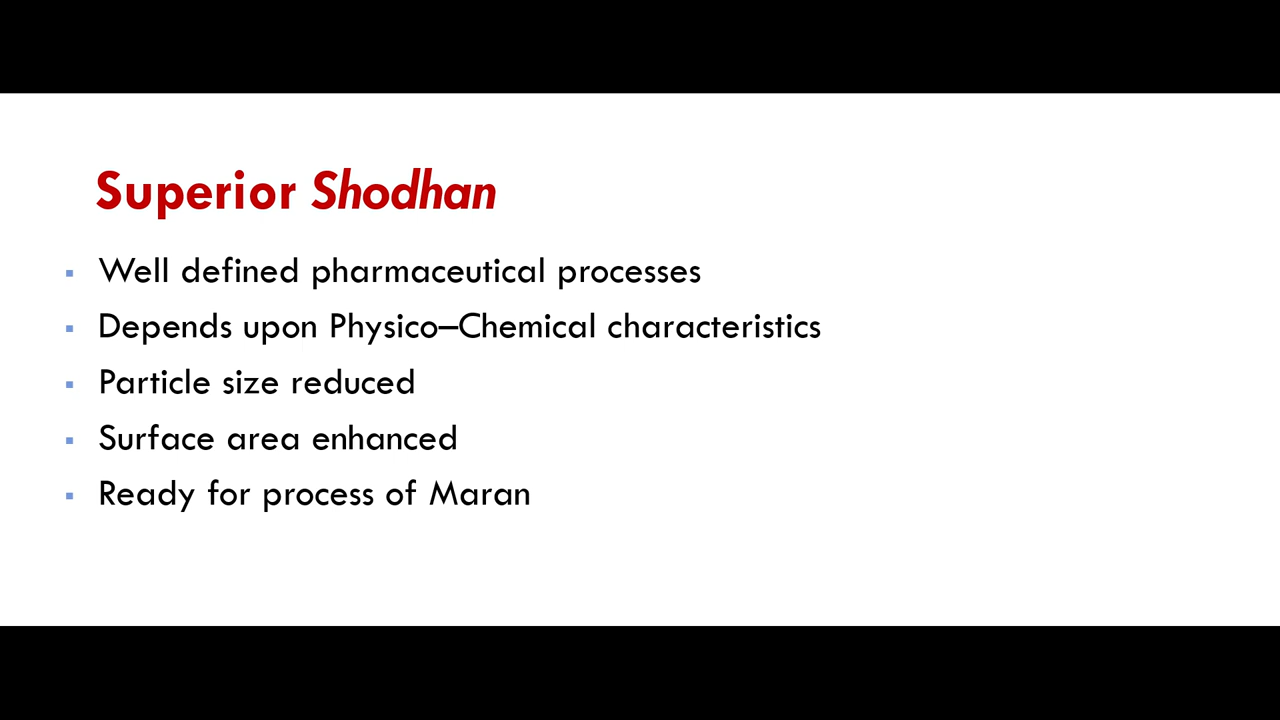 Superior Shodhan
▪ Well defined pharmaceutical processes
▪ Depends upon Physico–Chemical characteristics
▪ Particle size reduced
▪ Surface area enhanced
▪ Ready for process of Maran